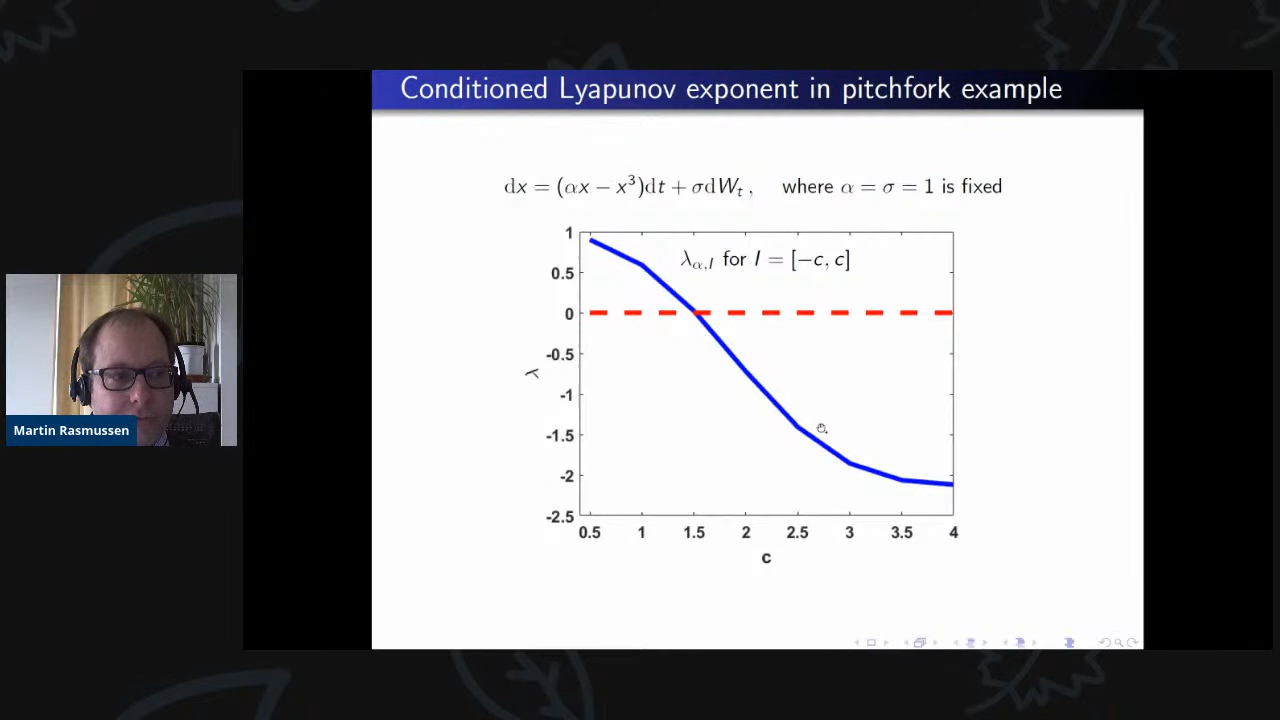 Conditioned Lyapunov exponent in pitchfork example
dx = (αx − x³)dt + σdWₜ , where α = σ = 1 is fixed
λ_{α,I} for I = [−c, c]
1
0.5
0
-0.5
-1
-1.5
-2
-2.5
λ
0.5 1 1.5 2 2.5 3 3.5 4
c
Martin Rasmussen